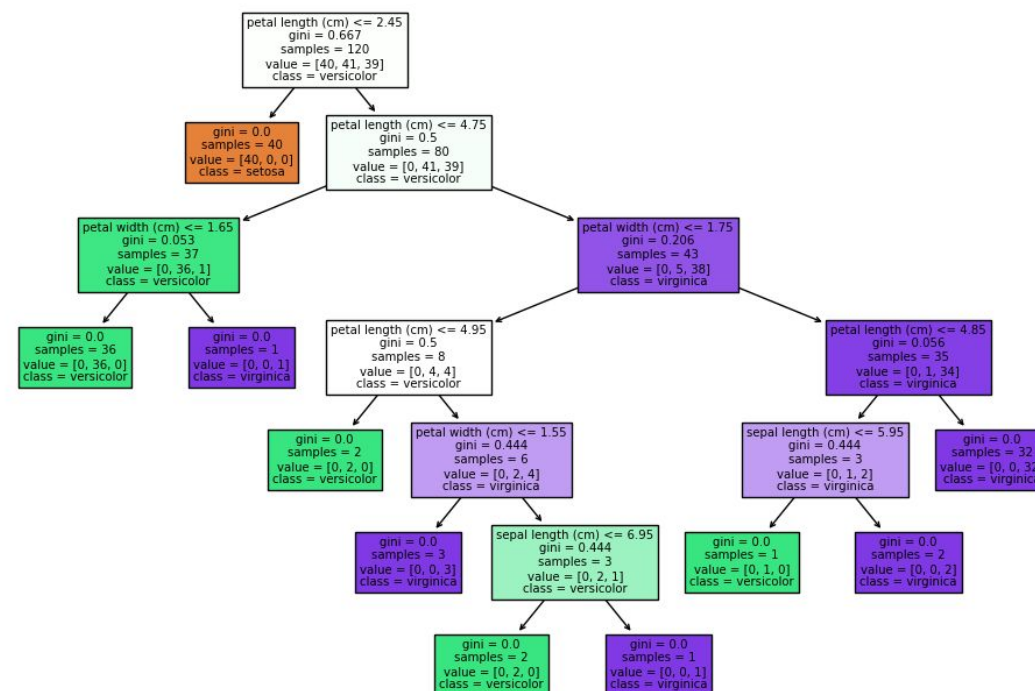 petal length (cm) <= 2.45
gini = 0.667
samples = 120
value = [40, 41, 39]
class = versicolor
gini = 0.0
samples = 40
value = [40, 0, 0]
class = setosa
petal length (cm) <= 4.75
gini = 0.5
samples = 80
value = [0, 41, 39]
class = versicolor
petal width (cm) <= 1.65
gini = 0.053
samples = 37
value = [0, 36, 1]
class = versicolor
petal width (cm) <= 1.75
gini = 0.206
samples = 43
value = [0, 5, 38]
class = virginica
gini = 0.0
samples = 36
value = [0, 36, 0]
class = versicolor
gini = 0.0
samples = 1
value = [0, 0, 1]
class = virginica
petal length (cm) <= 4.95
gini = 0.5
samples = 8
value = [0, 4, 4]
class = versicolor
petal length (cm) <= 4.85
gini = 0.056
samples = 35
value = [0, 1, 34]
class = virginica
gini = 0.0
samples = 2
value = [0, 2, 0]
class = versicolor
petal width (cm) <= 1.55
gini = 0.444
samples = 6
value = [0, 2, 4]
class = virginica
sepal length (cm) <= 5.95
gini = 0.444
samples = 3
value = [0, 1, 2]
class = virginica
gini = 0.0
samples = 32
value = [0, 0, 32]
class = virginica
gini = 0.0
samples = 3
value = [0, 0, 3]
class = virginica
sepal length (cm) <= 6.95
gini = 0.444
samples = 3
value = [0, 2, 1]
class = versicolor
gini = 0.0
samples = 1
value = [0, 1, 0]
class = versicolor
gini = 0.0
samples = 2
value = [0, 0, 2]
class = virginica
gini = 0.0
samples = 2
value = [0, 2, 0]
class = versicolor
gini = 0.0
samples = 1
value = [0, 0, 1]
class = virginica